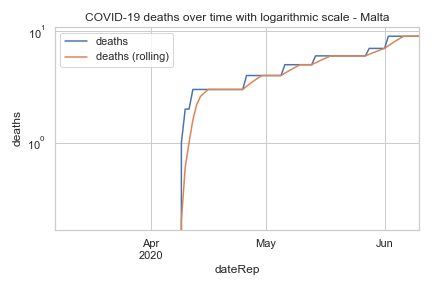 COVID-19 deaths over time with logarithmic scale - Malta
10¹
deaths
deaths (rolling)
deaths
10⁰
Apr
2020
May
Jun
dateRep